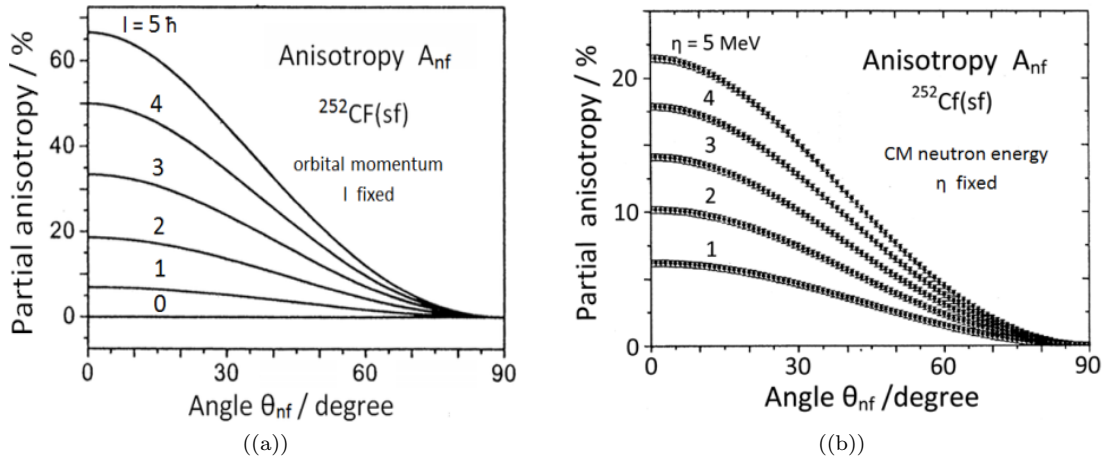 l = 5 ħ
Anisotropy A_nf
^252CF(sf)
orbital momentum
l fixed
4
3
2
1
0
Partial anisotropy / %
60
40
20
0
0 30 60 90
Angle θ_nf / degree
((a))
η = 5 MeV
Anisotropy A_nf
^252Cf(sf)
CM neutron energy
η fixed
4
3
2
1
Partial anisotropy / %
20
10
0
0 30 60 90
Angle θ_nf / degree
((b))